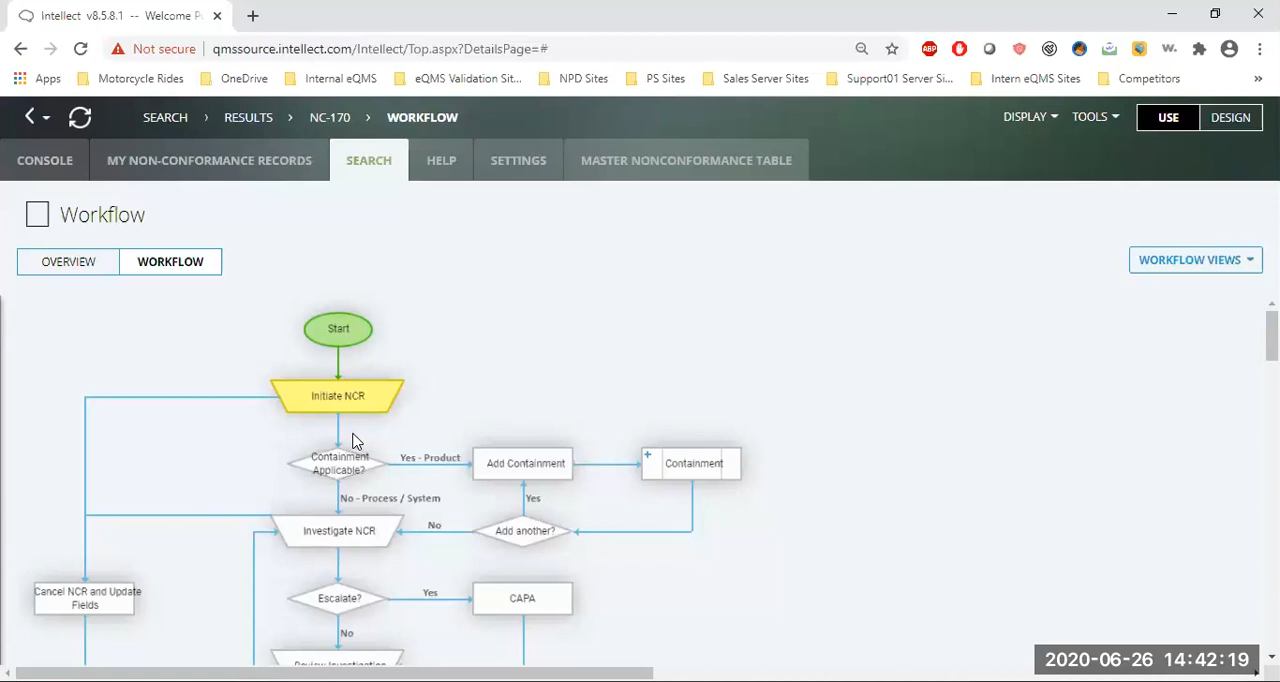 Intellect v8.5.8.1 -- Welcome P
Not secure
qmssource.intellect.com/Intellect/Top.aspx?DetailsPage=#
ABP
W.
Apps
Motorcycle Rides
OneDrive
Internal eQMS
eQMS Validation Sit...
NPD Sites
PS Sites
Sales Server Sites
Support01 Server Si...
Intern eQMS Sites
Competitors
»
SEARCH › RESULTS › NC-170 › WORKFLOW
DISPLAY
TOOLS
USE
DESIGN
CONSOLE
MY NON-CONFORMANCE RECORDS
SEARCH
HELP
SETTINGS
MASTER NONCONFORMANCE TABLE
Workflow
OVERVIEW
WORKFLOW
WORKFLOW VIEWS
Start
Initiate NCR
Containment
Applicable?
Yes - Product
Add Containment
+
Containment
No - Process / System
Yes
Investigate NCR
No
Add another?
Cancel NCR and Update
Fields
Escalate?
Yes
CAPA
No
Review Investigation
2020-06-26 14:42:19